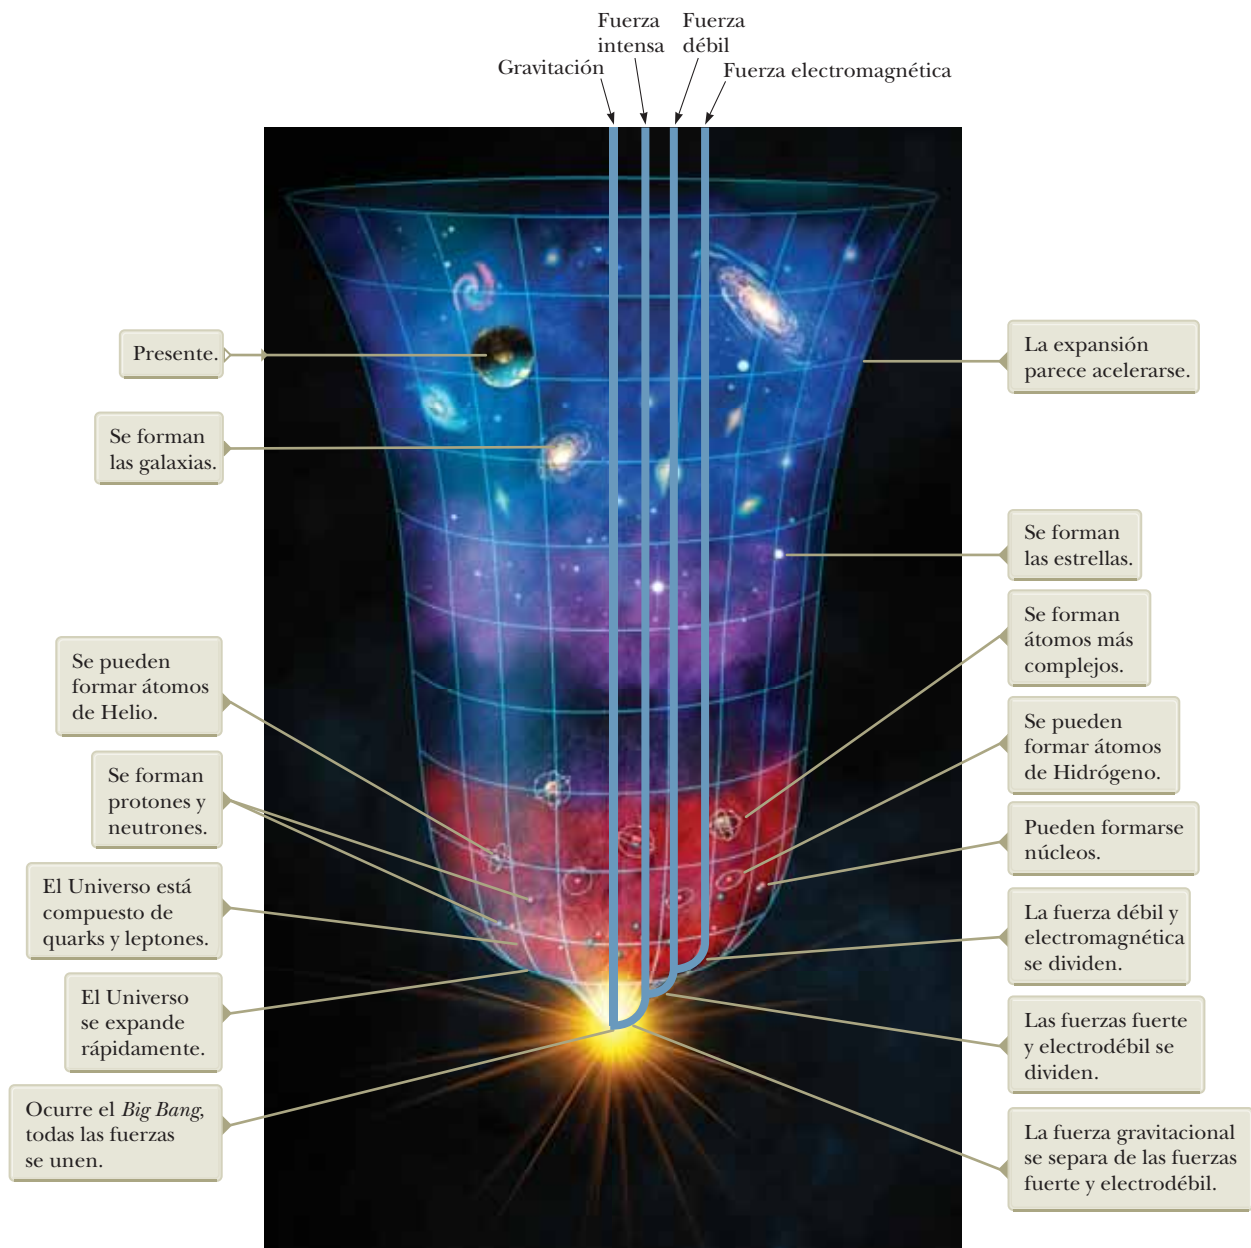 Fuerza
intensa
Fuerza
débil
Gravitación
Fuerza electromagnética
Presente.
La expansión
parece acelerarse.
Se forman
las galaxias.
Se forman
las estrellas.
Se forman
átomos más
complejos.
Se pueden
formar átomos
de Helio.
Se pueden
formar átomos
de Hidrógeno.
Se forman
protones y
neutrones.
Pueden formarse
núcleos.
El Universo está
compuesto de
quarks y leptones.
La fuerza débil y
electromagnética
se dividen.
El Universo
se expande
rápidamente.
Las fuerzas fuerte
y electrodébil se
dividen.
Ocurre el Big Bang,
todas las fuerzas
se unen.
La fuerza gravitacional
se separa de las fuerzas
fuerte y electrodébil.